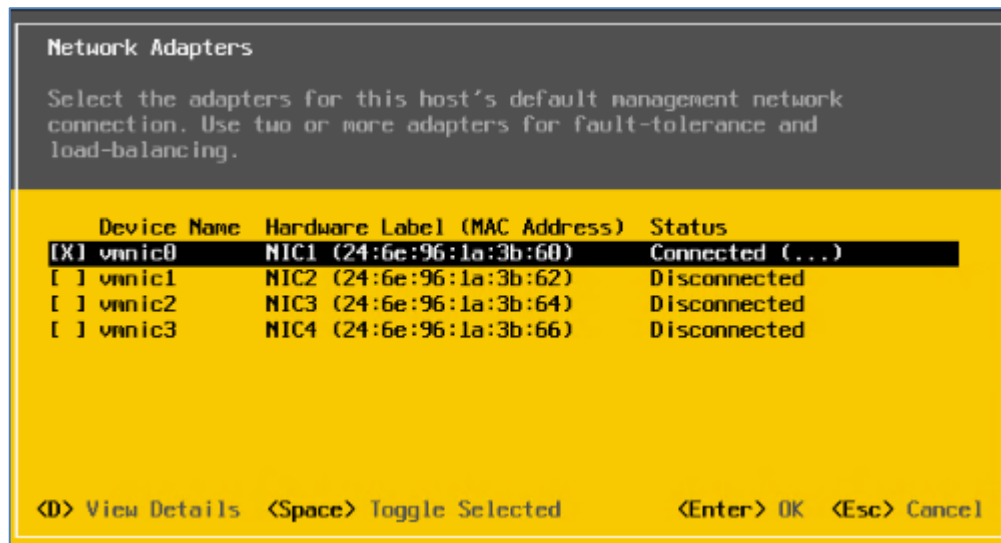 Network Adapters
Select the adapters for this host's default management network
connection. Use two or more adapters for fault-tolerance and
load-balancing.
Device Name Hardware Label (MAC Address) Status
[X] vmnic0 NIC1 (24:6e:96:1a:3b:60) Connected (...)
[ ] vmnic1 NIC2 (24:6e:96:1a:3b:62) Disconnected
[ ] vmnic2 NIC3 (24:6e:96:1a:3b:64) Disconnected
[ ] vmnic3 NIC4 (24:6e:96:1a:3b:66) Disconnected
<D> View Details <Space> Toggle Selected <Enter> OK <Esc> Cancel